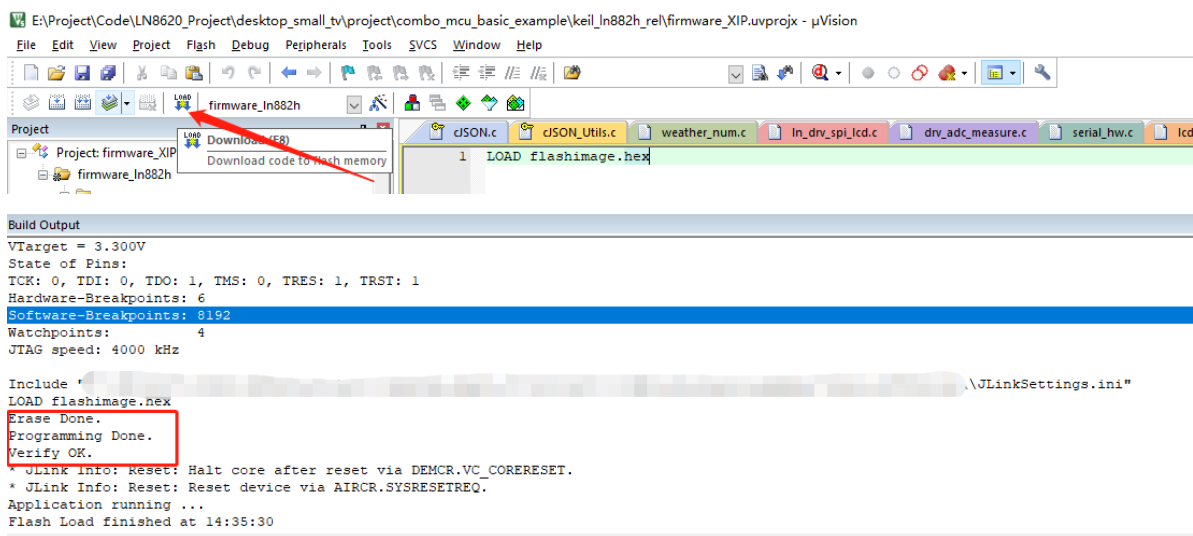 E:\Project\Code\LN8620_Project\desktop_small_tv\project\combo_mcu_basic_example\keil_ln882h_rel\firmware_XIP.uvprojx - µVision
File Edit View Project Flash Debug Peripherals Tools SVCS Window Help
LOAD firmware_ln882h
Project
LOAD Download (F8)
Download code to flash memory
cJSON.c cJSON_Utils.c weather_num.c ln_drv_spi_lcd.c drv_adc_measure.c serial_hw.c lcd
Project: firmware_XIP
firmware_ln882h
1 LOAD flashimage.hex
Build Output
VTarget = 3.300V
State of Pins:
TCK: 0, TDI: 0, TDO: 1, TMS: 0, TRES: 1, TRST: 1
Hardware-Breakpoints: 6
Software-Breakpoints: 8192
Watchpoints: 4
JTAG speed: 4000 kHz
Include "\\JLinkSettings.ini"
LOAD flashimage.hex
Erase Done.
Programming Done.
Verify OK.
* JLink Info: Reset: Halt core after reset via DEMCR.VC_CORERESET.
* JLink Info: Reset: Reset device via AIRCR.SYSRESETREQ.
Application running ...
Flash Load finished at 14:35:30